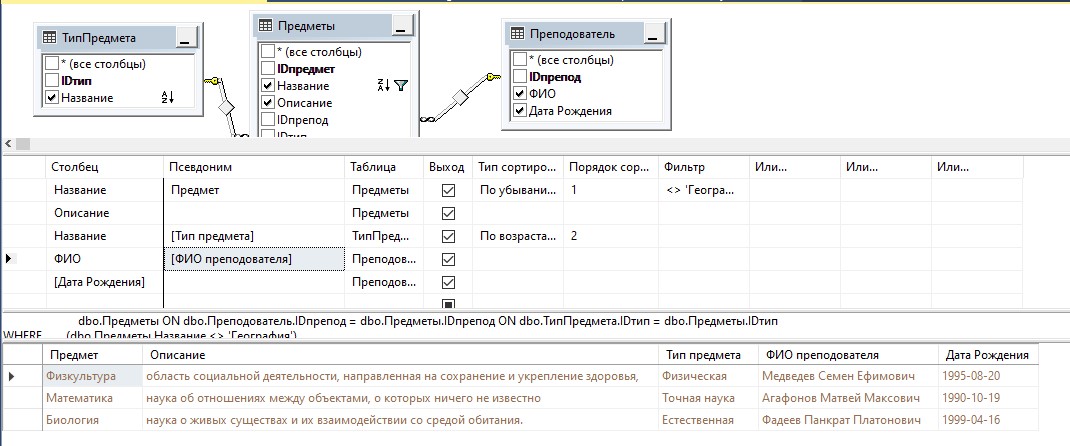 ТипПредмета
* (все столбцы)
IDтип
Название
Предметы
* (все столбцы)
IDпредмет
Название
Описание
IDпрепод
IDтип
Преподователь
* (все столбцы)
IDпрепод
ФИО
Дата Рождения
Столбец Псевдоним Таблица Выход Тип сортиро... Порядок сор... Фильтр Или... Или... Или...
Название Предмет Предметы По убывани... 1 <> 'Геогра...
Описание Предметы
Название [Тип предмета] ТипПред... По возраста... 2
ФИО [ФИО преподователя] Преподов...
[Дата Рождения] Преподов...
dbo.Предметы ON dbo.Преподователь.IDпрепод = dbo.Предметы.IDпрепод ON dbo.ТипПредмета.IDтип = dbo.Предметы.IDтип
WHERE (dbo.Предметы.Название <> 'География')
Предмет Описание Тип предмета ФИО преподователя Дата Рождения
Физкультура область социальной деятельности, направленная на сохранение и укрепление здоровья, Физическая Медведев Семен Ефимович 1995-08-20
Математика наука об отношениях между объектами, о которых ничего не известно Точная наука Агафонов Матвей Максович 1990-10-19
Биология наука о живых существах и их взаимодействии со средой обитания. Естественная Фадеев Панкрат Платонович 1999-04-16